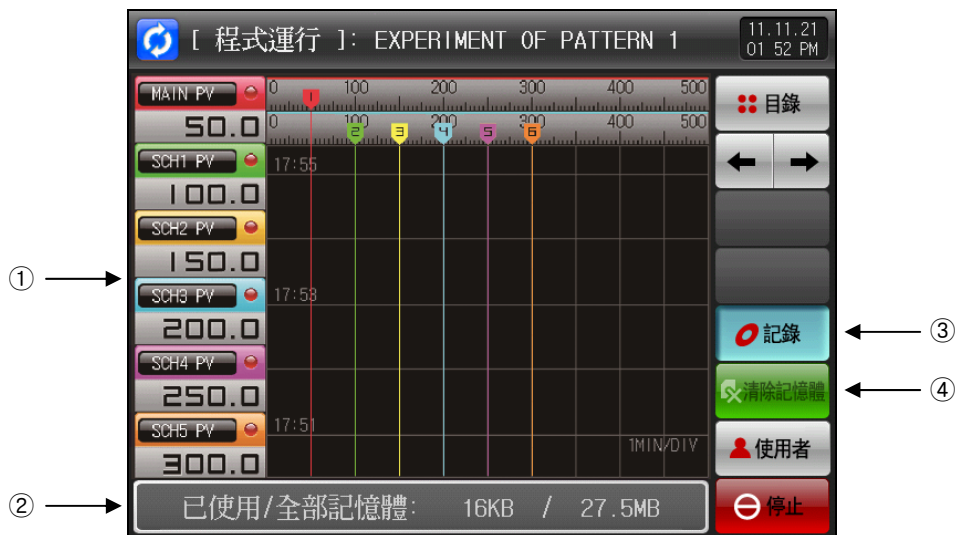 [ 程式運行 ]: EXPERIMENT OF PATTERN 1
11.11.21
01 52 PM
MAIN PV
50.0
SCH1 PV
100.0
SCH2 PV
150.0
SCH3 PV
200.0
SCH4 PV
250.0
SCH5 PV
300.0
0 100 200 300 400 500
1
0 100 200 300 400 500
2 3 4 5 6
17:55
17:53
17:51
1MIN/DIV
目錄
記錄
清除記憶體
使用者
停止
已使用/全部記憶體: 16KB / 27.5MB
①
②
③
④